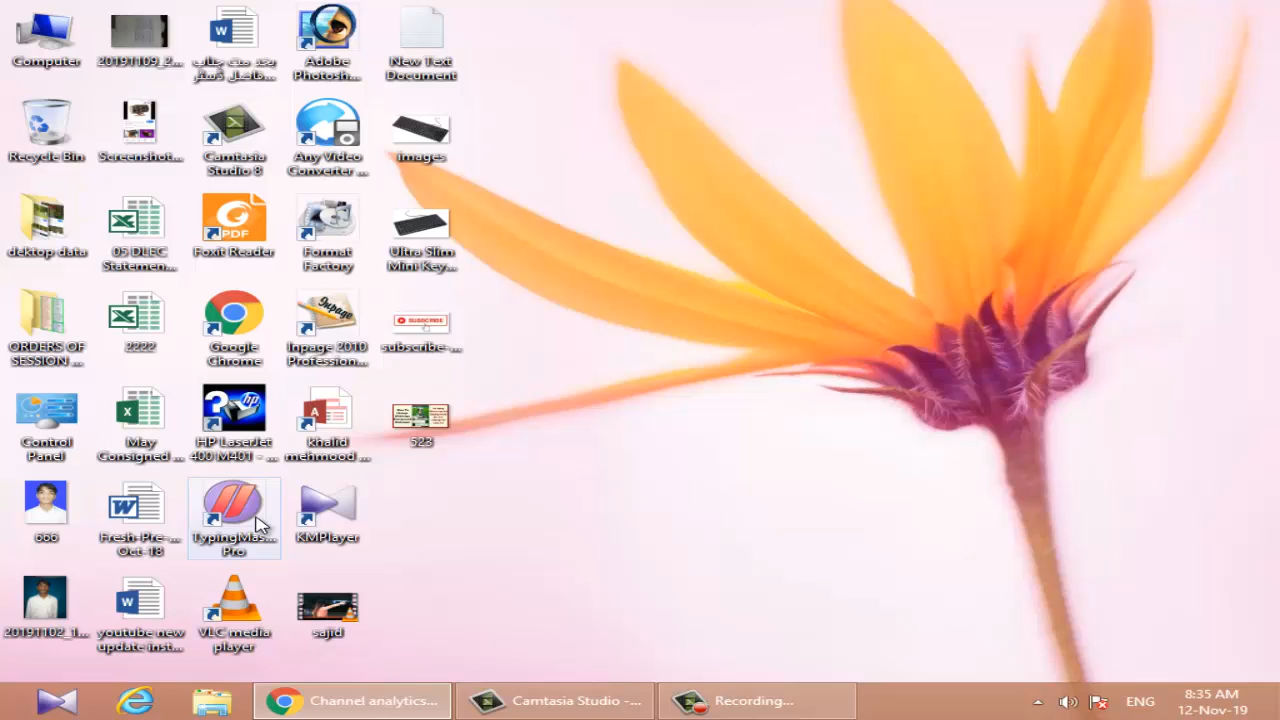 Computer
Recycle Bin
dektop data
ORDERS OF
SESSION ...
Control
Panel
666
20191102_1...
20191109_2...
Screenshot...
05 DLEC
Statemen...
2222
May
Consigned ...
Fresh-Pre-...
Oct-18
youtube new
update inst...
Camtasia
Studio 8
PDF
Foxit Reader
Google
Chrome
HP LaserJet
400 M401 - ...
TypingMas...
Pro
VLC media
player
Adobe
Photosh...
Any Video
Converter ...
Format
Factory
Inpage
Inpage 2010
Profession...
khalid
mehmood ...
KMPlayer
sajid
New Text
Document
images
Ultra Slim
Mini Key...
SUBSCRIBE
subscribe-...
523
Channel analytics...
Camtasia Studio -...
Recording...
ENG
8:35 AM
12-Nov-19